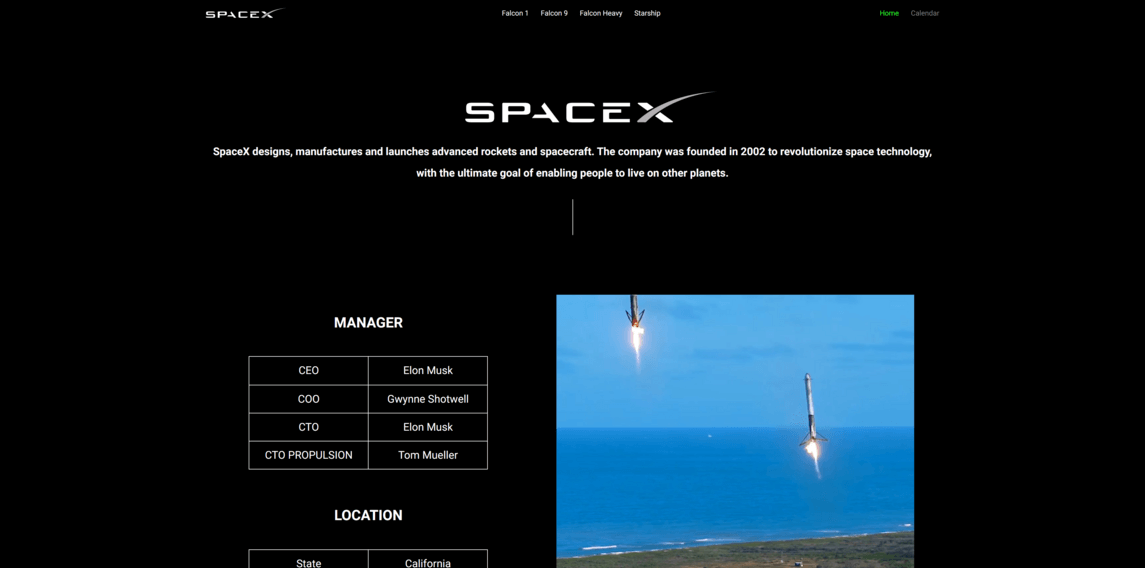 SPACEX
Falcon 1 Falcon 9 Falcon Heavy Starship
Home Calendar
SPACEX
SpaceX designs, manufactures and launches advanced rockets and spacecraft. The company was founded in 2002 to revolutionize space technology,
with the ultimate goal of enabling people to live on other planets.
MANAGER
CEO Elon Musk
COO Gwynne Shotwell
CTO Elon Musk
CTO PROPULSION Tom Mueller
LOCATION
State California